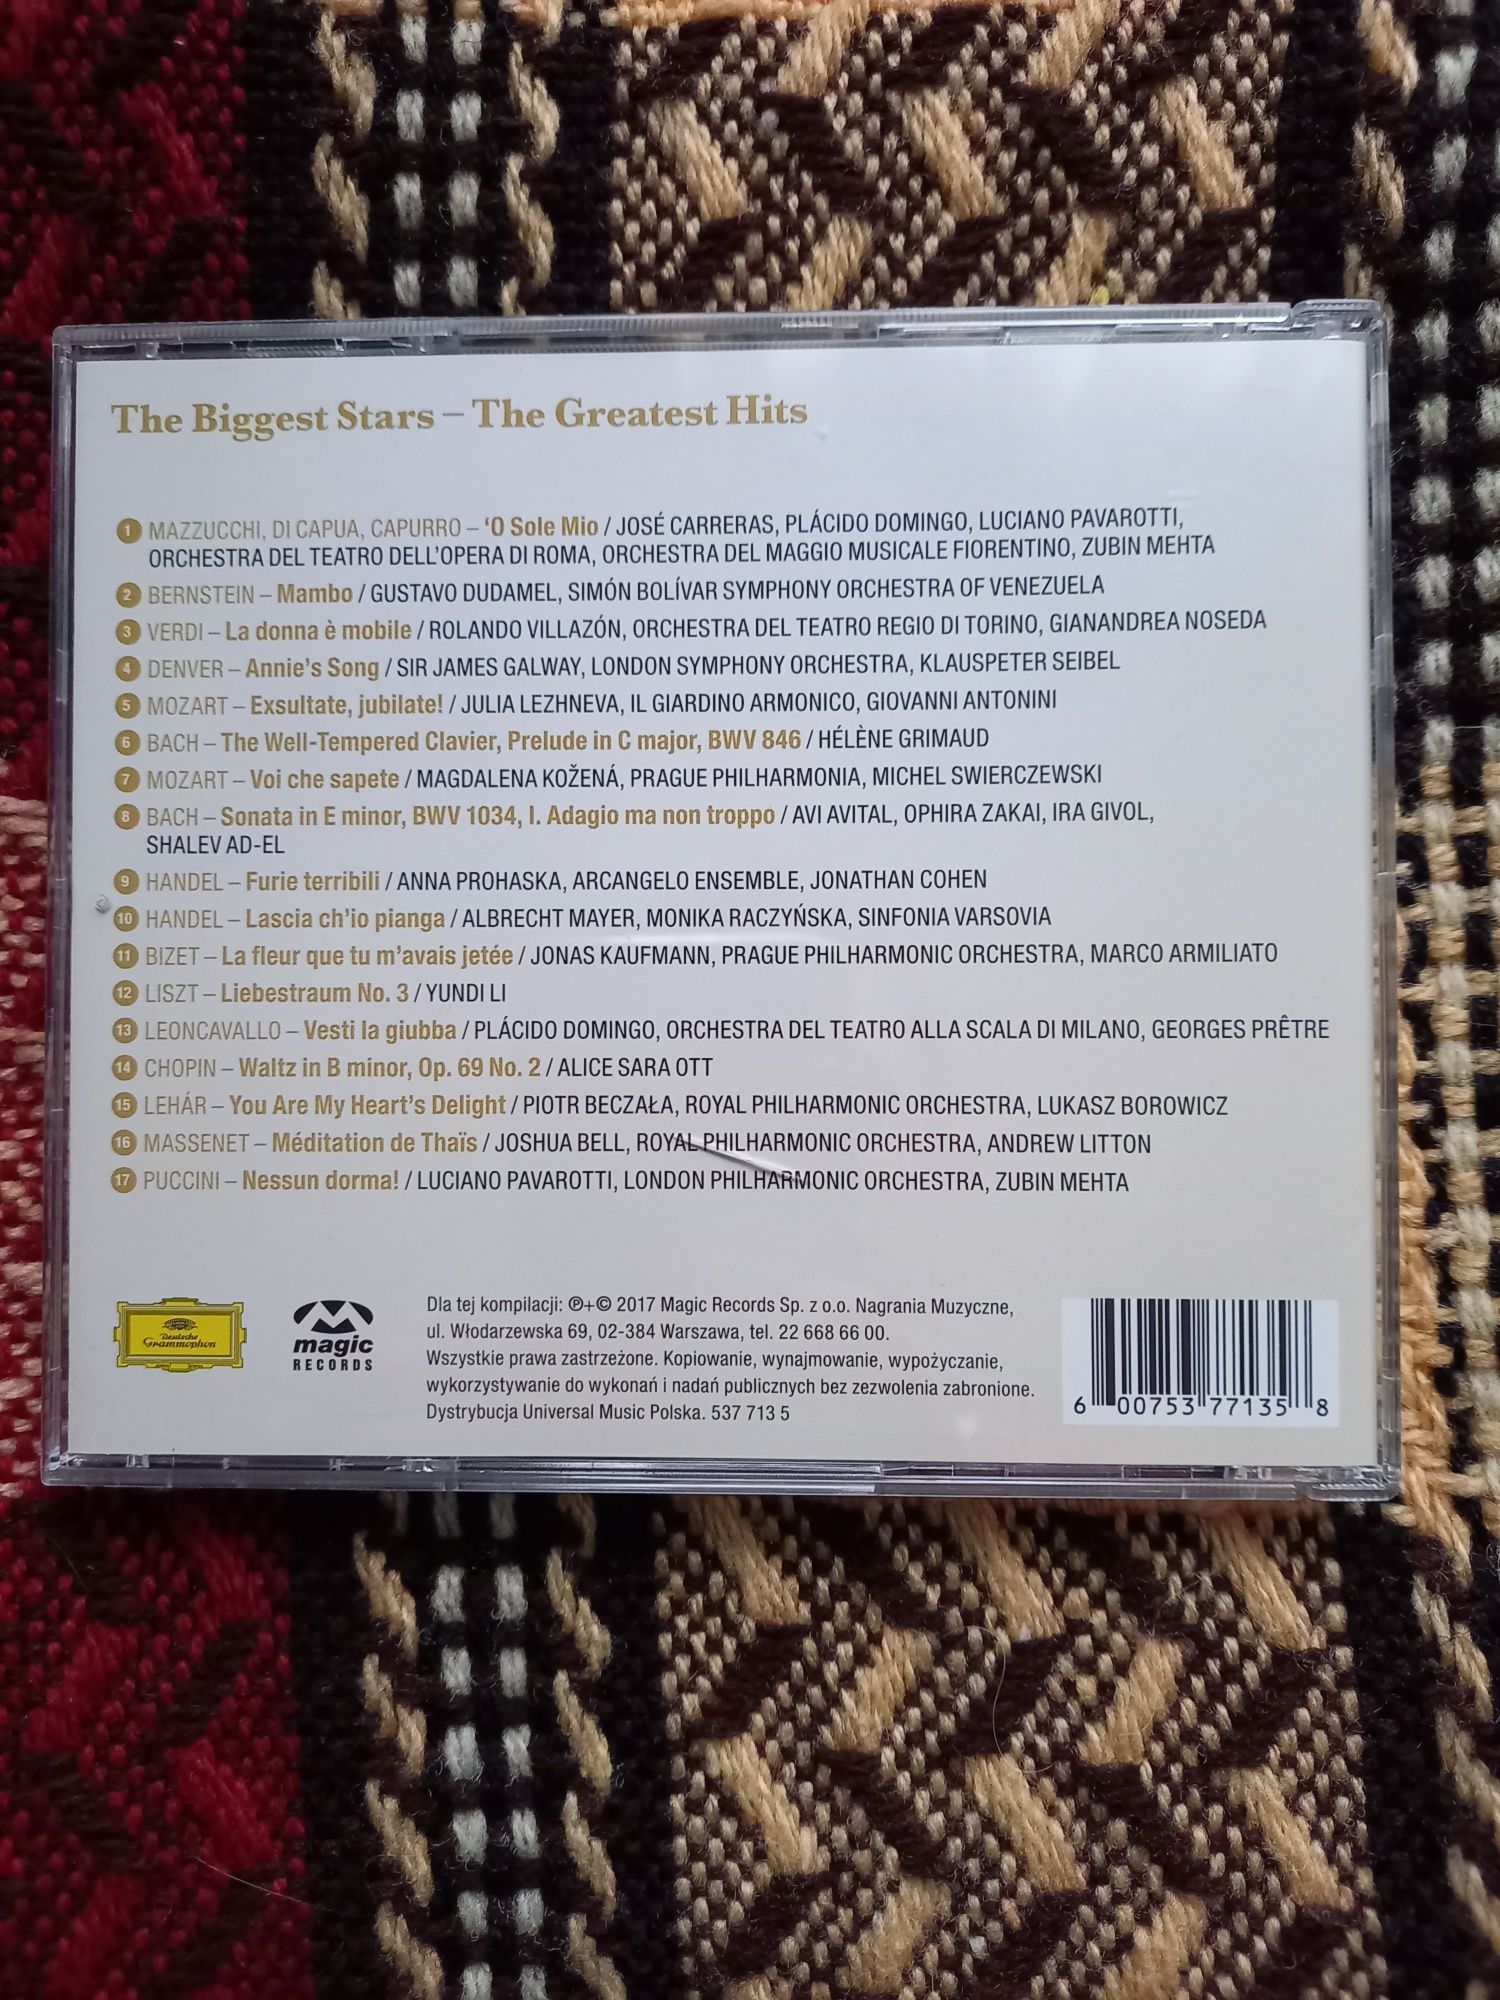 The Biggest Stars – The Greatest Hits
1 MAZZUCCHI, DI CAPUA, CAPURRO – ‘O Sole Mio / JOSÉ CARRERAS, PLÁCIDO DOMINGO, LUCIANO PAVAROTTI,
ORCHESTRA DEL TEATRO DELL’OPERA DI ROMA, ORCHESTRA DEL MAGGIO MUSICALE FIORENTINO, ZUBIN MEHTA
2 BERNSTEIN – Mambo / GUSTAVO DUDAMEL, SIMÓN BOLÍVAR SYMPHONY ORCHESTRA OF VENEZUELA
3 VERDI – La donna è mobile / ROLANDO VILLAZÓN, ORCHESTRA DEL TEATRO REGIO DI TORINO, GIANANDREA NOSEDA
4 DENVER – Annie’s Song / SIR JAMES GALWAY, LONDON SYMPHONY ORCHESTRA, KLAUSPETER SEIBEL
5 MOZART – Exsultate, jubilate! / JULIA LEZHNEVA, IL GIARDINO ARMONICO, GIOVANNI ANTONINI
6 BACH – The Well-Tempered Clavier, Prelude in C major, BWV 846 / HÉLÈNE GRIMAUD
7 MOZART – Voi che sapete / MAGDALENA KOŽENÁ, PRAGUE PHILHARMONIA, MICHEL SWIERCZEWSKI
8 BACH – Sonata in E minor, BWV 1034, I. Adagio ma non troppo / AVI AVITAL, OPHIRA ZAKAI, IRA GIVOL,
SHALEV AD-EL
9 HANDEL – Furie terribili / ANNA PROHASKA, ARCANGELO ENSEMBLE, JONATHAN COHEN
10 HANDEL – Lascia ch’io pianga / ALBRECHT MAYER, MONIKA RACZYŃSKA, SINFONIA VARSOVIA
11 BIZET – La fleur que tu m’avais jetée / JONAS KAUFMANN, PRAGUE PHILHARMONIC ORCHESTRA, MARCO ARMILIATO
12 LISZT – Liebestraum No. 3 / YUNDI LI
13 LEONCAVALLO – Vesti la giubba / PLÁCIDO DOMINGO, ORCHESTRA DEL TEATRO ALLA SCALA DI MILANO, GEORGES PRÊTRE
14 CHOPIN – Waltz in B minor, Op. 69 No. 2 / ALICE SARA OTT
15 LEHÁR – You Are My Heart’s Delight / PIOTR BECZAŁA, ROYAL PHILHARMONIC ORCHESTRA, LUKASZ BOROWICZ
16 MASSENET – Méditation de Thaïs / JOSHUA BELL, ROYAL PHILHARMONIC ORCHESTRA, ANDREW LITTON
17 PUCCINI – Nessun dorma! / LUCIANO PAVAROTTI, LONDON PHILHARMONIC ORCHESTRA, ZUBIN MEHTA
Deutsche
Grammophon
magic
RECORDS
Dla tej kompilacji: ℗+© 2017 Magic Records Sp. z o.o. Nagrania Muzyczne,
ul. Włodarzewska 69, 02-384 Warszawa, tel. 22 668 66 00.
Wszystkie prawa zastrzeżone. Kopiowanie, wynajmowanie, wypożyczanie,
wykorzystywanie do wykonań i nadań publicznych bez zezwolenia zabronione.
Dystrybucja Universal Music Polska. 537 713 5
6 00753 77135 8